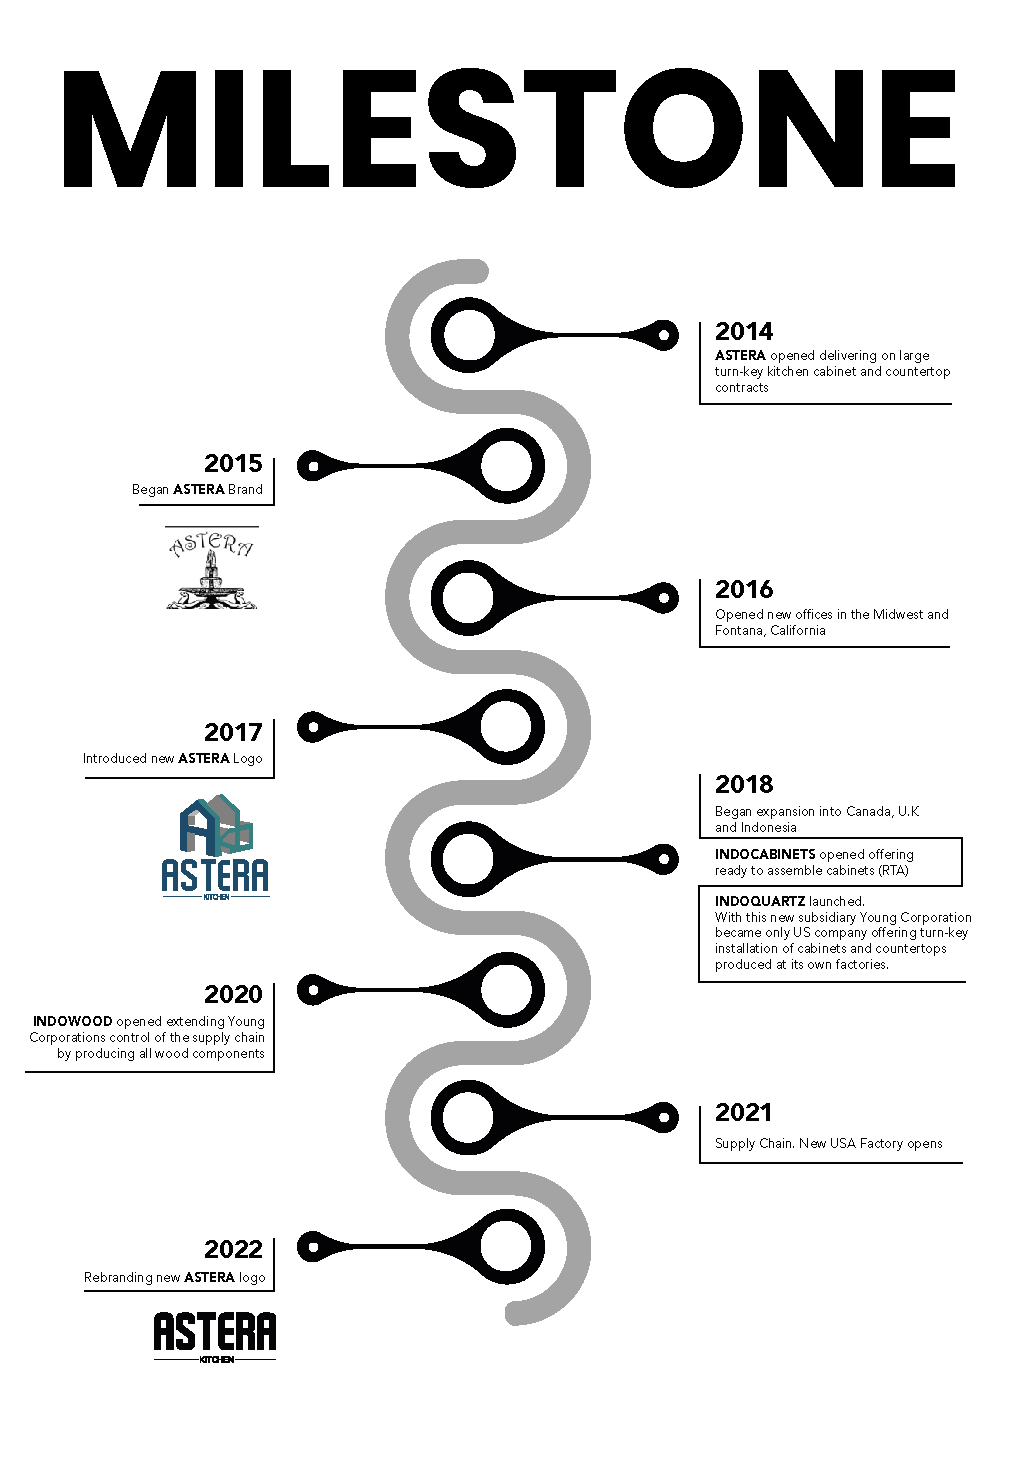 MILESTONE
2014
ASTERA opened delivering on large
turn-key kitchen cabinet and countertop
contracts
2015
Began ASTERA Brand
ASTERA
2016
Opened new offices in the Midwest and
Fontana, California
2017
Introduced new ASTERA Logo
ASTERA
KITCHEN
2018
Began expansion into Canada, U.K
and Indonesia
INDOCABINETS opened offering
ready to assemble cabinets (RTA)
INDOQUARTZ launched.
With this new subsidiary Young Corporation
became only US company offering turn-key
installation of cabinets and countertops
produced at its own factories.
2020
INDOWOOD opened extending Young
Corporations control of the supply chain
by producing all wood components
2021
Supply Chain. New USA Factory opens
2022
Rebranding new ASTERA logo
ASTERA
KITCHEN